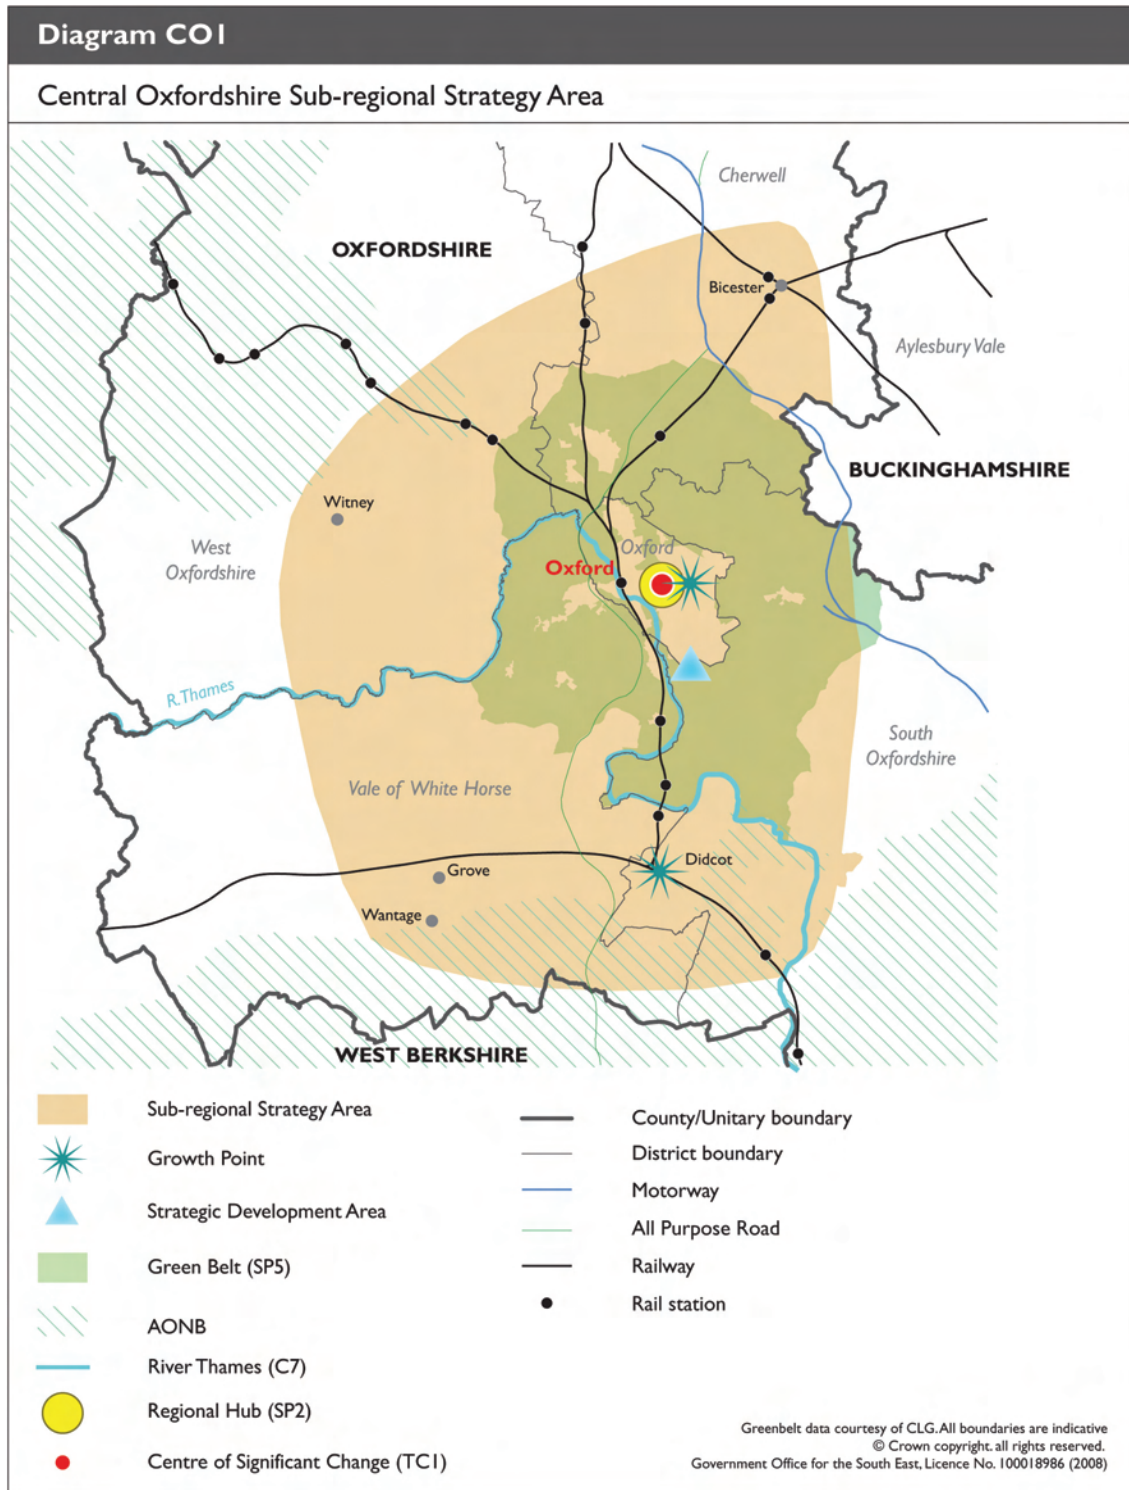 Diagram CO1
Central Oxfordshire Sub-regional Strategy Area
Cherwell
OXFORDSHIRE
Bicester
Aylesbury Vale
BUCKINGHAMSHIRE
Witney
West
Oxfordshire
Oxford
Oxford
R. Thames
South
Oxfordshire
Vale of White Horse
Didcot
Grove
Wantage
WEST BERKSHIRE
Sub-regional Strategy Area
Growth Point
Strategic Development Area
Green Belt (SP5)
AONB
River Thames (C7)
Regional Hub (SP2)
Centre of Significant Change (TC1)
County/Unitary boundary
District boundary
Motorway
All Purpose Road
Railway
Rail station
Greenbelt data courtesy of CLG. All boundaries are indicative
© Crown copyright. all rights reserved.
Government Office for the South East, Licence No. 100018986 (2008)